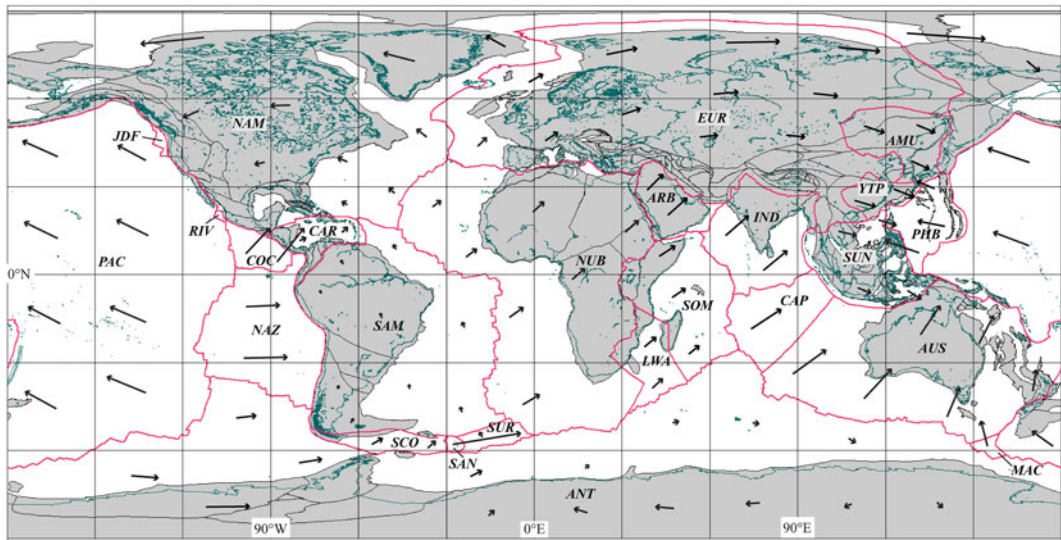 NAM
EUR
JDF
AMU
YTP
ARB
IND
RIV
CAR
PHB
COC
NUB
SUN
PAC
0°N
SOM
CAP
NAZ
SAM
AUS
LWA
SUR
SCO
SAN
MAC
ANT
90°W
0°E
90°E